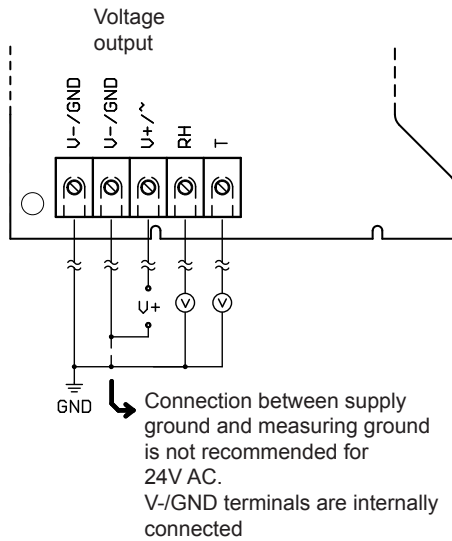 Voltage
output
V-/GND
V-/GND
V+/~
RH
T
V+
V
V
GND
Connection between supply
ground and measuring ground
is not recommended for
24V AC.
V-/GND terminals are internally
connected